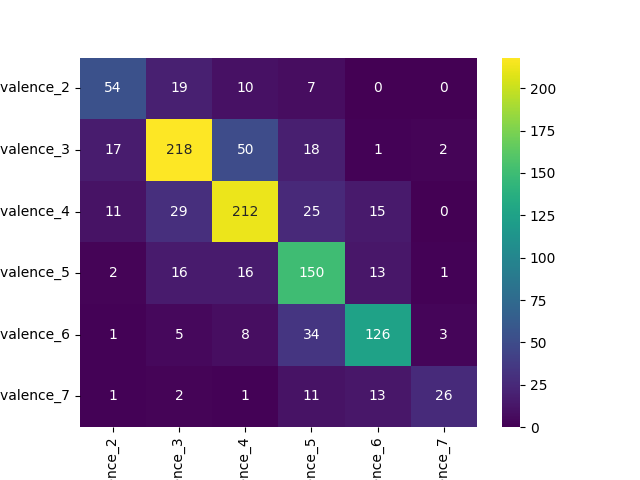 valence_2 54 19 10 7 0 0
valence_3 17 218 50 18 1 2
valence_4 11 29 212 25 15 0
valence_5 2 16 16 150 13 1
valence_6 1 5 8 34 126 3
valence_7 1 2 1 11 13 26
nce_2
nce_3
nce_4
nce_5
nce_6
nce_7
200
175
150
125
100
75
50
25
0